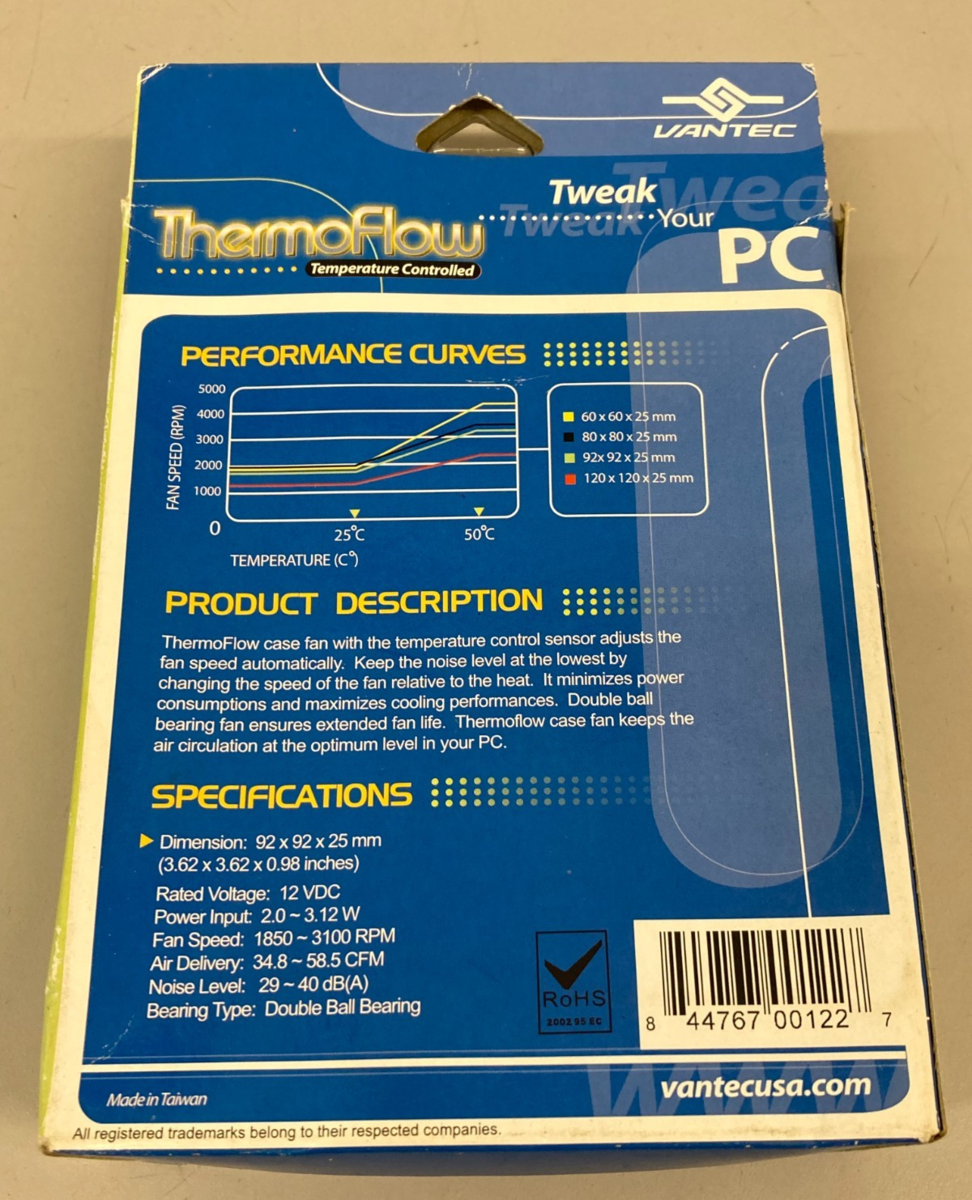 VANTEC
Tweak
Tweak
Tweak
Your
PC
ThermoFlow
Temperature Controlled
PERFORMANCE CURVES
FAN SPEED (RPM)
5000
4000
3000
2000
1000
0
25°C
50°C
TEMPERATURE (C°)
60 x 60 x 25 mm
80 x 80 x 25 mm
92x 92 x 25 mm
120 x 120 x 25 mm
PRODUCT DESCRIPTION
ThermoFlow case fan with the temperature control sensor adjusts the
fan speed automatically. Keep the noise level at the lowest by
changing the speed of the fan relative to the heat. It minimizes power
consumptions and maximizes cooling performances. Double ball
bearing fan ensures extended fan life. Thermoflow case fan keeps the
air circulation at the optimum level in your PC.
SPECIFICATIONS
Dimension: 92 x 92 x 25 mm
(3.62 x 3.62 x 0.98 inches)
Rated Voltage: 12 VDC
Power Input: 2.0 ~ 3.12 W
Fan Speed: 1850 ~ 3100 RPM
Air Delivery: 34.8 ~ 58.5 CFM
Noise Level: 29 ~ 40 dB(A)
Bearing Type: Double Ball Bearing
RoHS
2002 95 EC
8 44767 00122 7
www
vantecusa.com
Made in Taiwan
All registered trademarks belong to their respected companies.